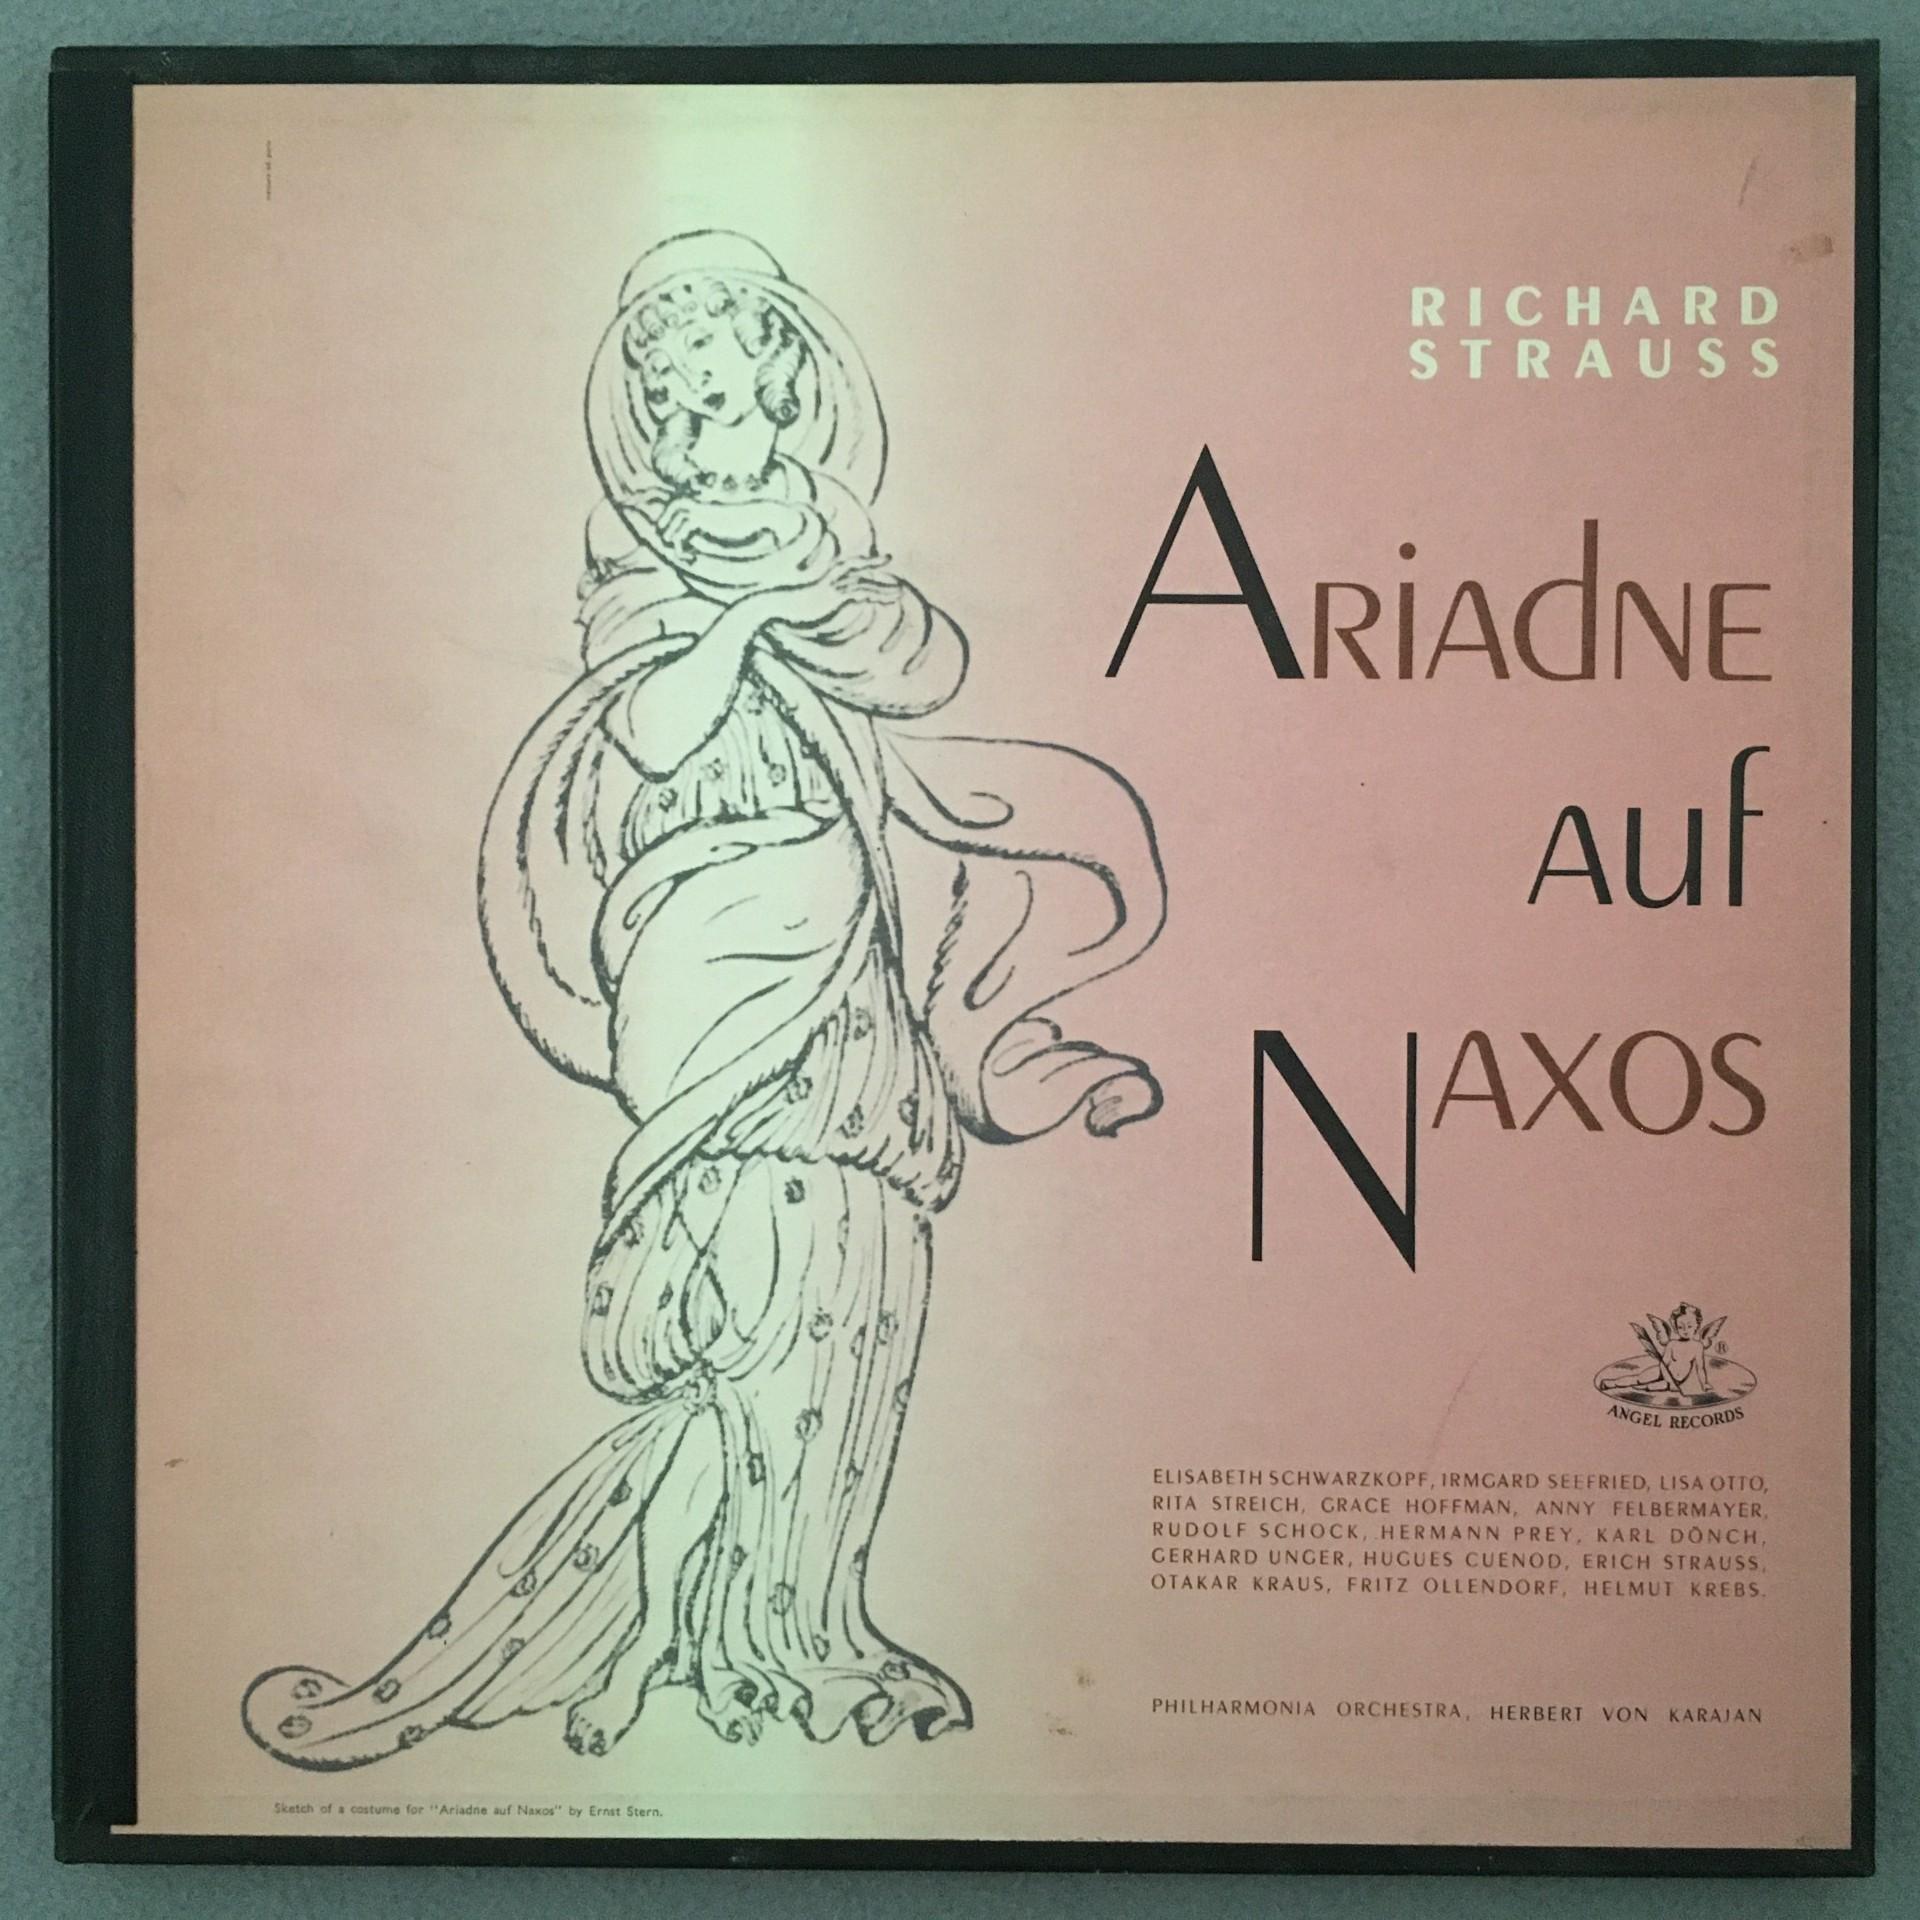 RICHARD
STRAUSS
ARiAdNE
Auf
NAXOS
®
ANGEL RECORDS
ELISABETH SCHWARZKOPF, IRMGARD SEEFRIED, LISA OTTO,
RITA STREICH, GRACE HOFFMAN, ANNY FELBERMAYER,
RUDOLF SCHOCK, HERMANN PREY, KARL DÖNCH,
GERHARD UNGER, HUGUES CUENOD, ERICH STRAUSS,
OTAKAR KRAUS, FRITZ OLLENDORF, HELMUT KREBS.
PHILHARMONIA ORCHESTRA, HERBERT VON KARAJAN
Sketch of a costume for "Ariadne auf Naxos" by Ernst Stern.